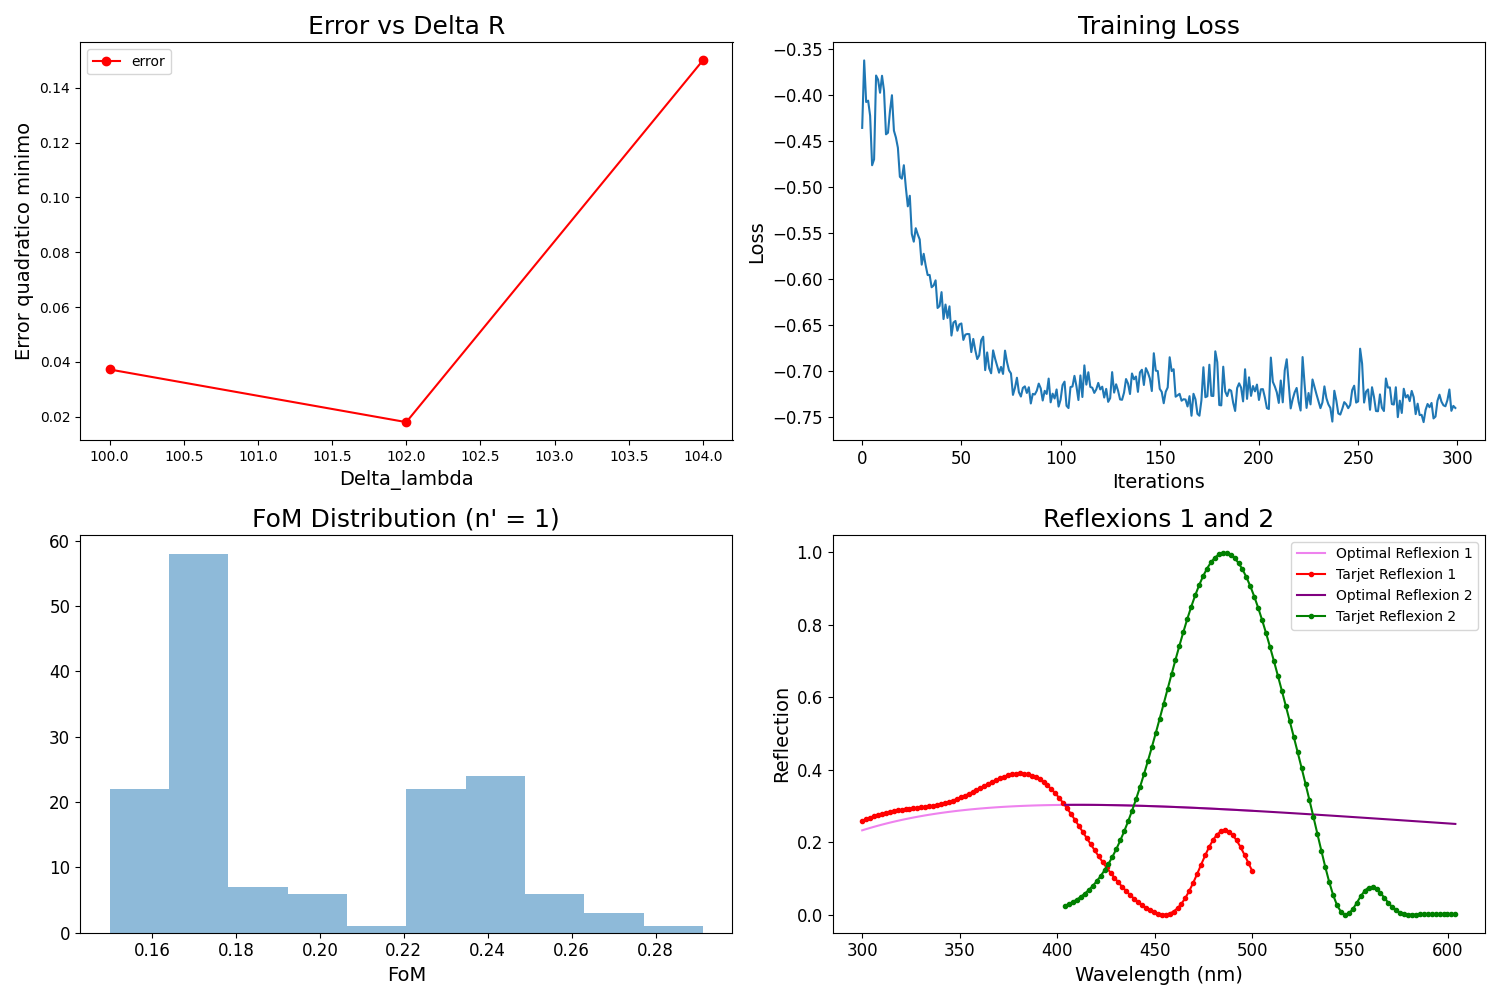 Error vs Delta R
error
Error quadratico minimo
0.14
0.12
0.10
0.08
0.06
0.04
0.02
100.0 100.5 101.0 101.5 102.0 102.5 103.0 103.5 104.0
Delta_lambda
Training Loss
Loss
−0.35
−0.40
−0.45
−0.50
−0.55
−0.60
−0.65
−0.70
−0.75
0 50 100 150 200 250 300
Iterations
FoM Distribution (n' = 1)
60
50
40
30
20
10
0
0.16 0.18 0.20 0.22 0.24 0.26 0.28
FoM
Reflexions 1 and 2
Optimal Reflexion 1
Tarjet Reflexion 1
Optimal Reflexion 2
Tarjet Reflexion 2
Reflection
1.0
0.8
0.6
0.4
0.2
0.0
300 350 400 450 500 550 600
Wavelength (nm)